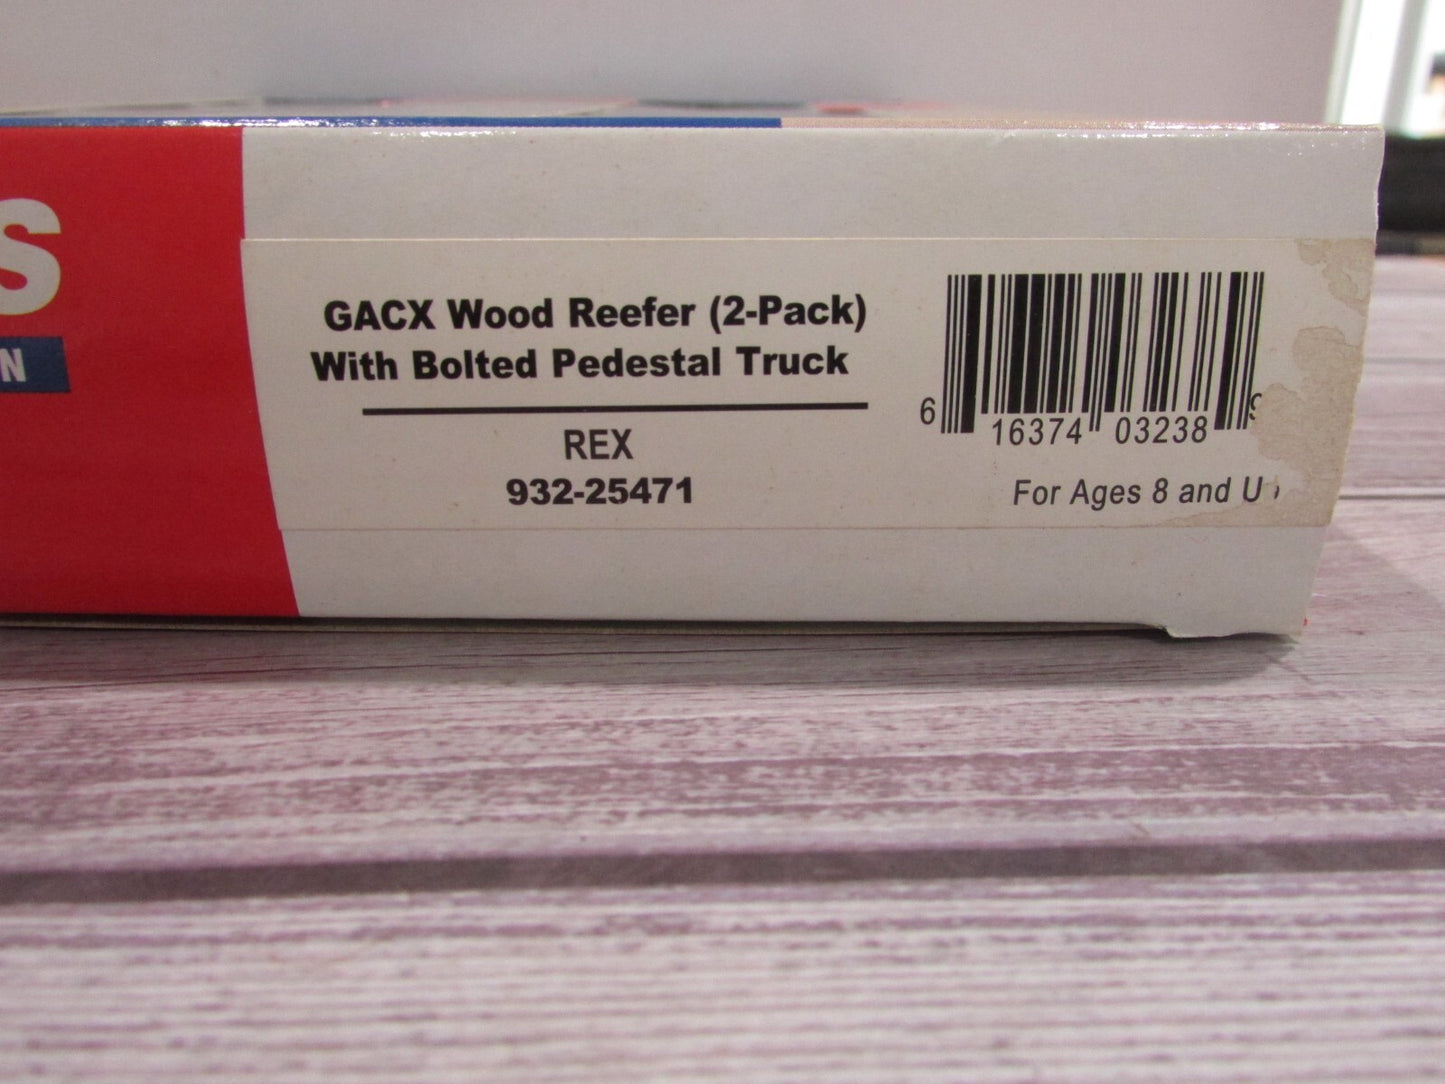 S
N
GACX Wood Reefer (2-Pack)
With Bolted Pedestal Truck
REX
932-25471
6 16374 03238 9
For Ages 8 and U